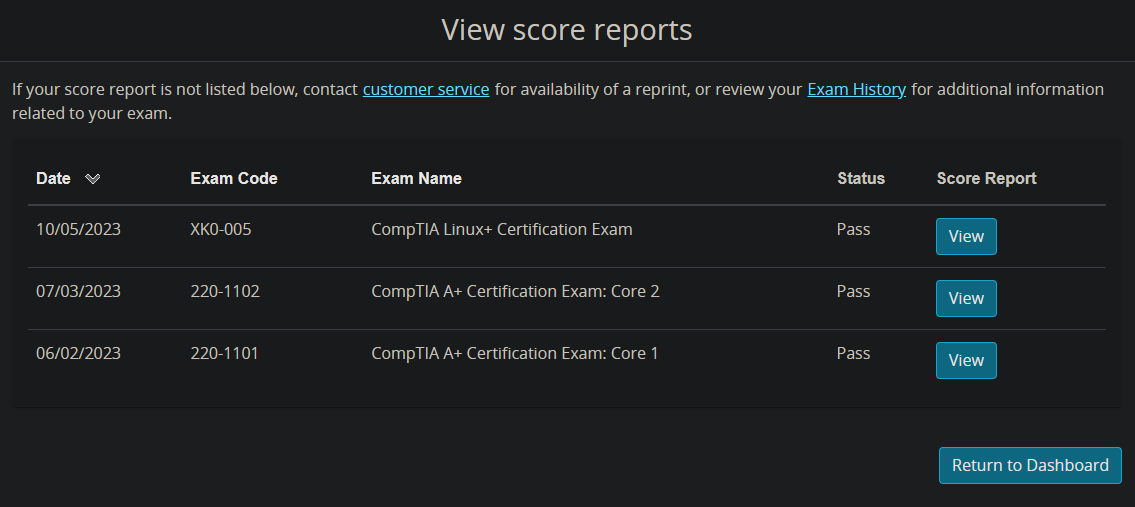 View score reports
If your score report is not listed below, contact customer service for availability of a reprint, or review your Exam History for additional information
related to your exam.
Date Exam Code Exam Name Status Score Report
10/05/2023 XK0-005 CompTIA Linux+ Certification Exam Pass View
07/03/2023 220-1102 CompTIA A+ Certification Exam: Core 2 Pass View
06/02/2023 220-1101 CompTIA A+ Certification Exam: Core 1 Pass View
Return to Dashboard